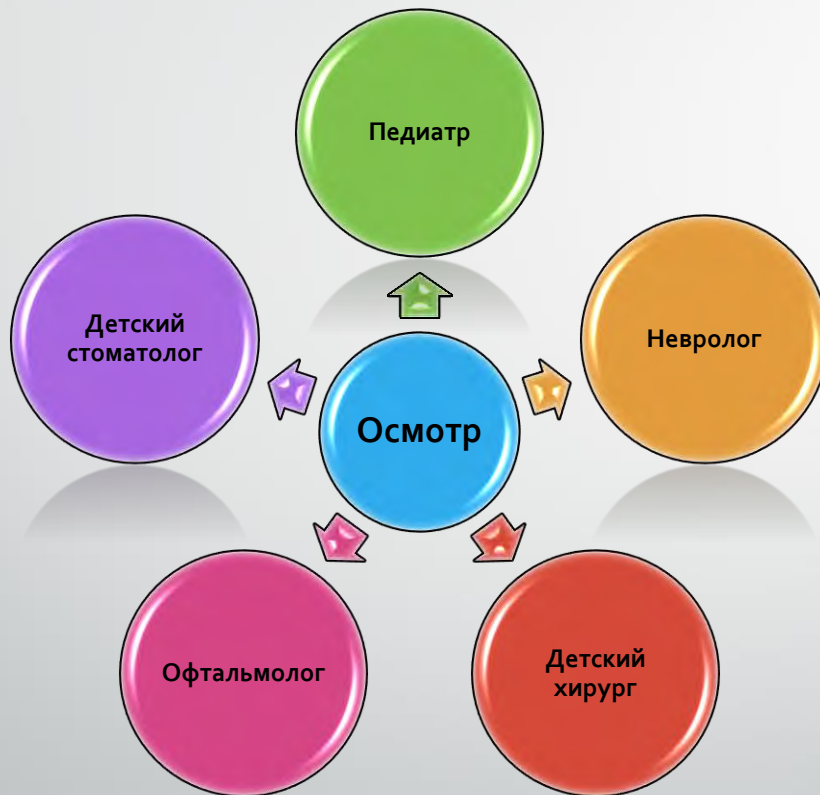 Педиатр
Детский
стоматолог
Невролог
Осмотр
Офтальмолог
Детский
хирург